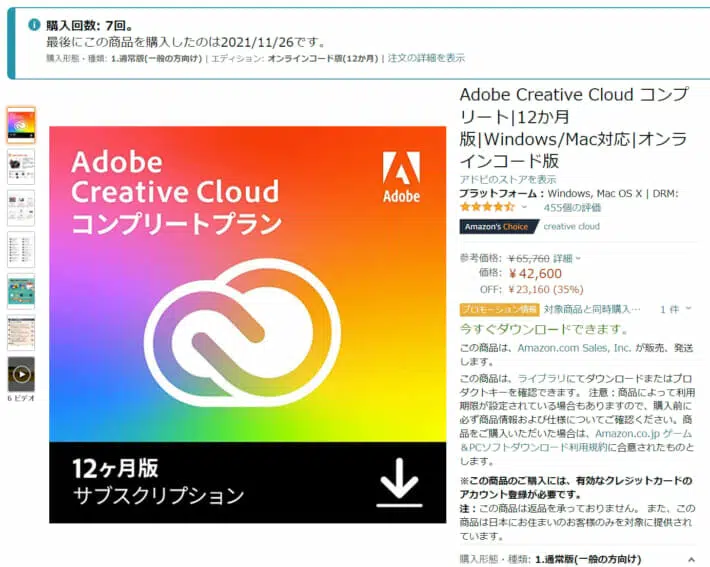 購入回数: 7回。
最後にこの商品を購入したのは2021/11/26です。
購入形態・種類: 1.通常版(一般の方向け) | エディション: オンラインコード版(12か月) | 注文の詳細を表示
6 ビデオ
Adobe
Creative Cloud
コンプリートプラン
Adobe
12ヶ月版
サブスクリプション
Adobe Creative Cloud コンプ
リート|12か月
版|Windows/Mac対応|オンラ
インコード版
アドビのストアを表示
プラットフォーム : Windows, Mac OS X | DRM:
455個の評価
Amazon's Choice creative cloud
参考価格: ¥65,760 詳細
価格: ¥42,600
OFF: ¥23,160 (35%)
プロモーション情報 対象商品と同時購入… 1 件
今すぐダウンロードできます。
この商品は、Amazon.com Sales, Inc. が販売、発送
します。
この商品は、ライブラリにてダウンロードまたはプロ
ダクトキーを確認できます。 注意：商品によって利用
期限が設定されている場合もありますので、購入前に
必ず商品情報および仕様についてご確認ください。商
品をご購入いただいた場合は、Amazon.co.jp ゲーム
＆PCソフトダウンロード利用規約に合意されたものと
します。
※この商品のご購入には、有効なクレジットカードの
アカウント登録が必要です。
注：この商品は返品を承っておりません。 また、この
商品は日本にお住まいのお客様のみを対象に提供され
ています。
購入形態・種類: 1.通常版(一般の方向け)